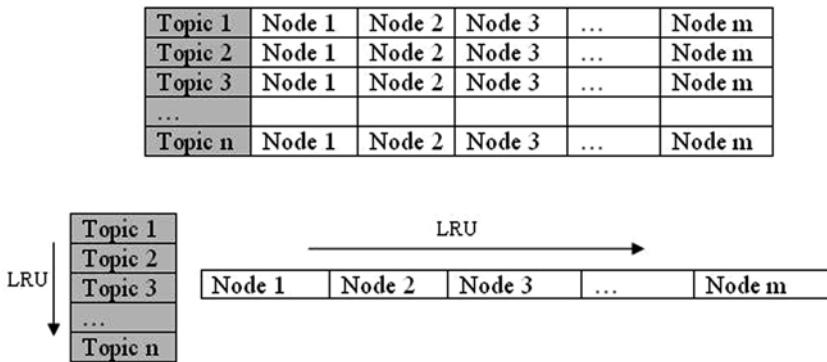 Topic 1 Node 1 Node 2 Node 3 ... Node m
Topic 2 Node 1 Node 2 Node 3 ... Node m
Topic 3 Node 1 Node 2 Node 3 ... Node m
...
Topic n Node 1 Node 2 Node 3 ... Node m
LRU
Topic 1
Topic 2
Topic 3
...
Topic n
LRU
Node 1 Node 2 Node 3 ... Node m